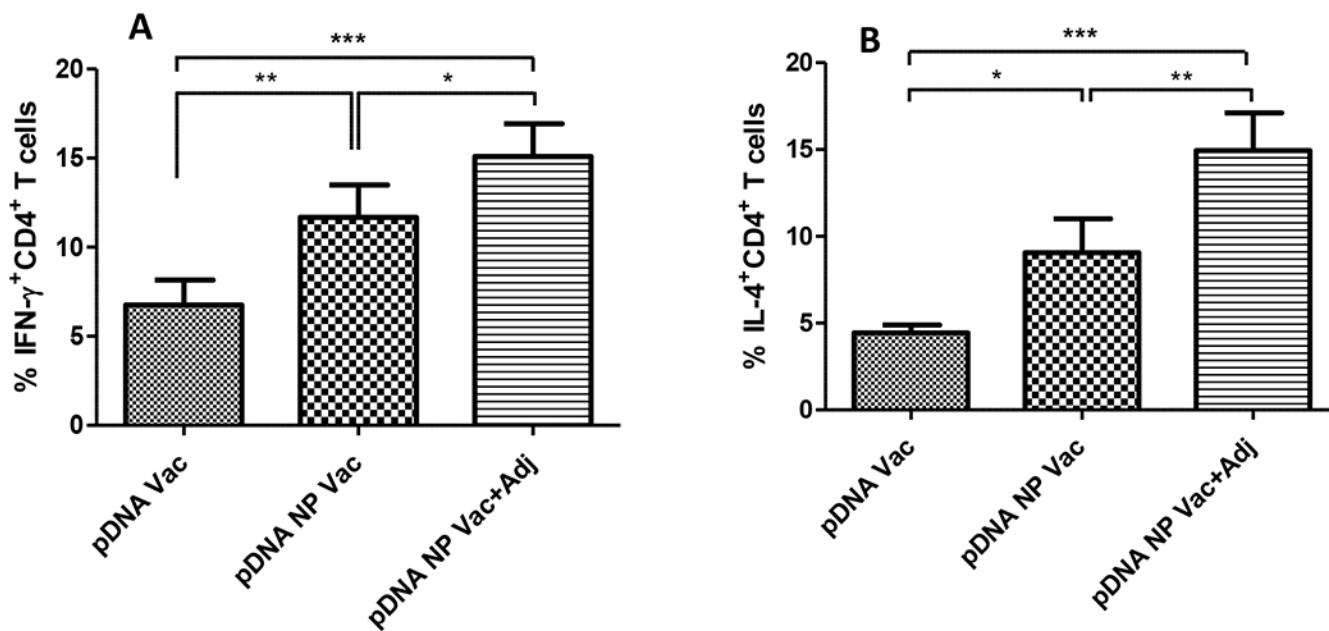 A
***
**
*
20
15
10
5
0
% IFN-γ⁺CD4⁺ T cells
pDNA Vac
pDNA NP Vac
pDNA NP Vac+Adj
B
***
*
**
20
15
10
5
0
% IL-4⁺CD4⁺ T cells
pDNA Vac
pDNA NP Vac
pDNA NP Vac+Adj